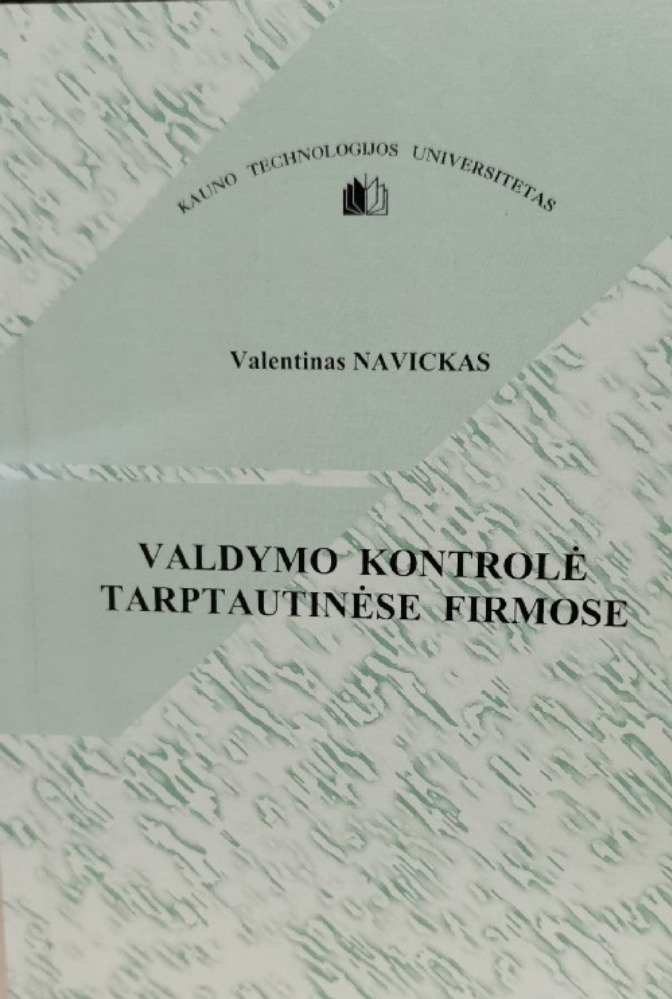 KAUNO TECHNOLOGIJOS UNIVERSITETAS
Valentinas NAVICKAS
VALDYMO KONTROLĖ
TARPTAUTINĖSE FIRMOSE